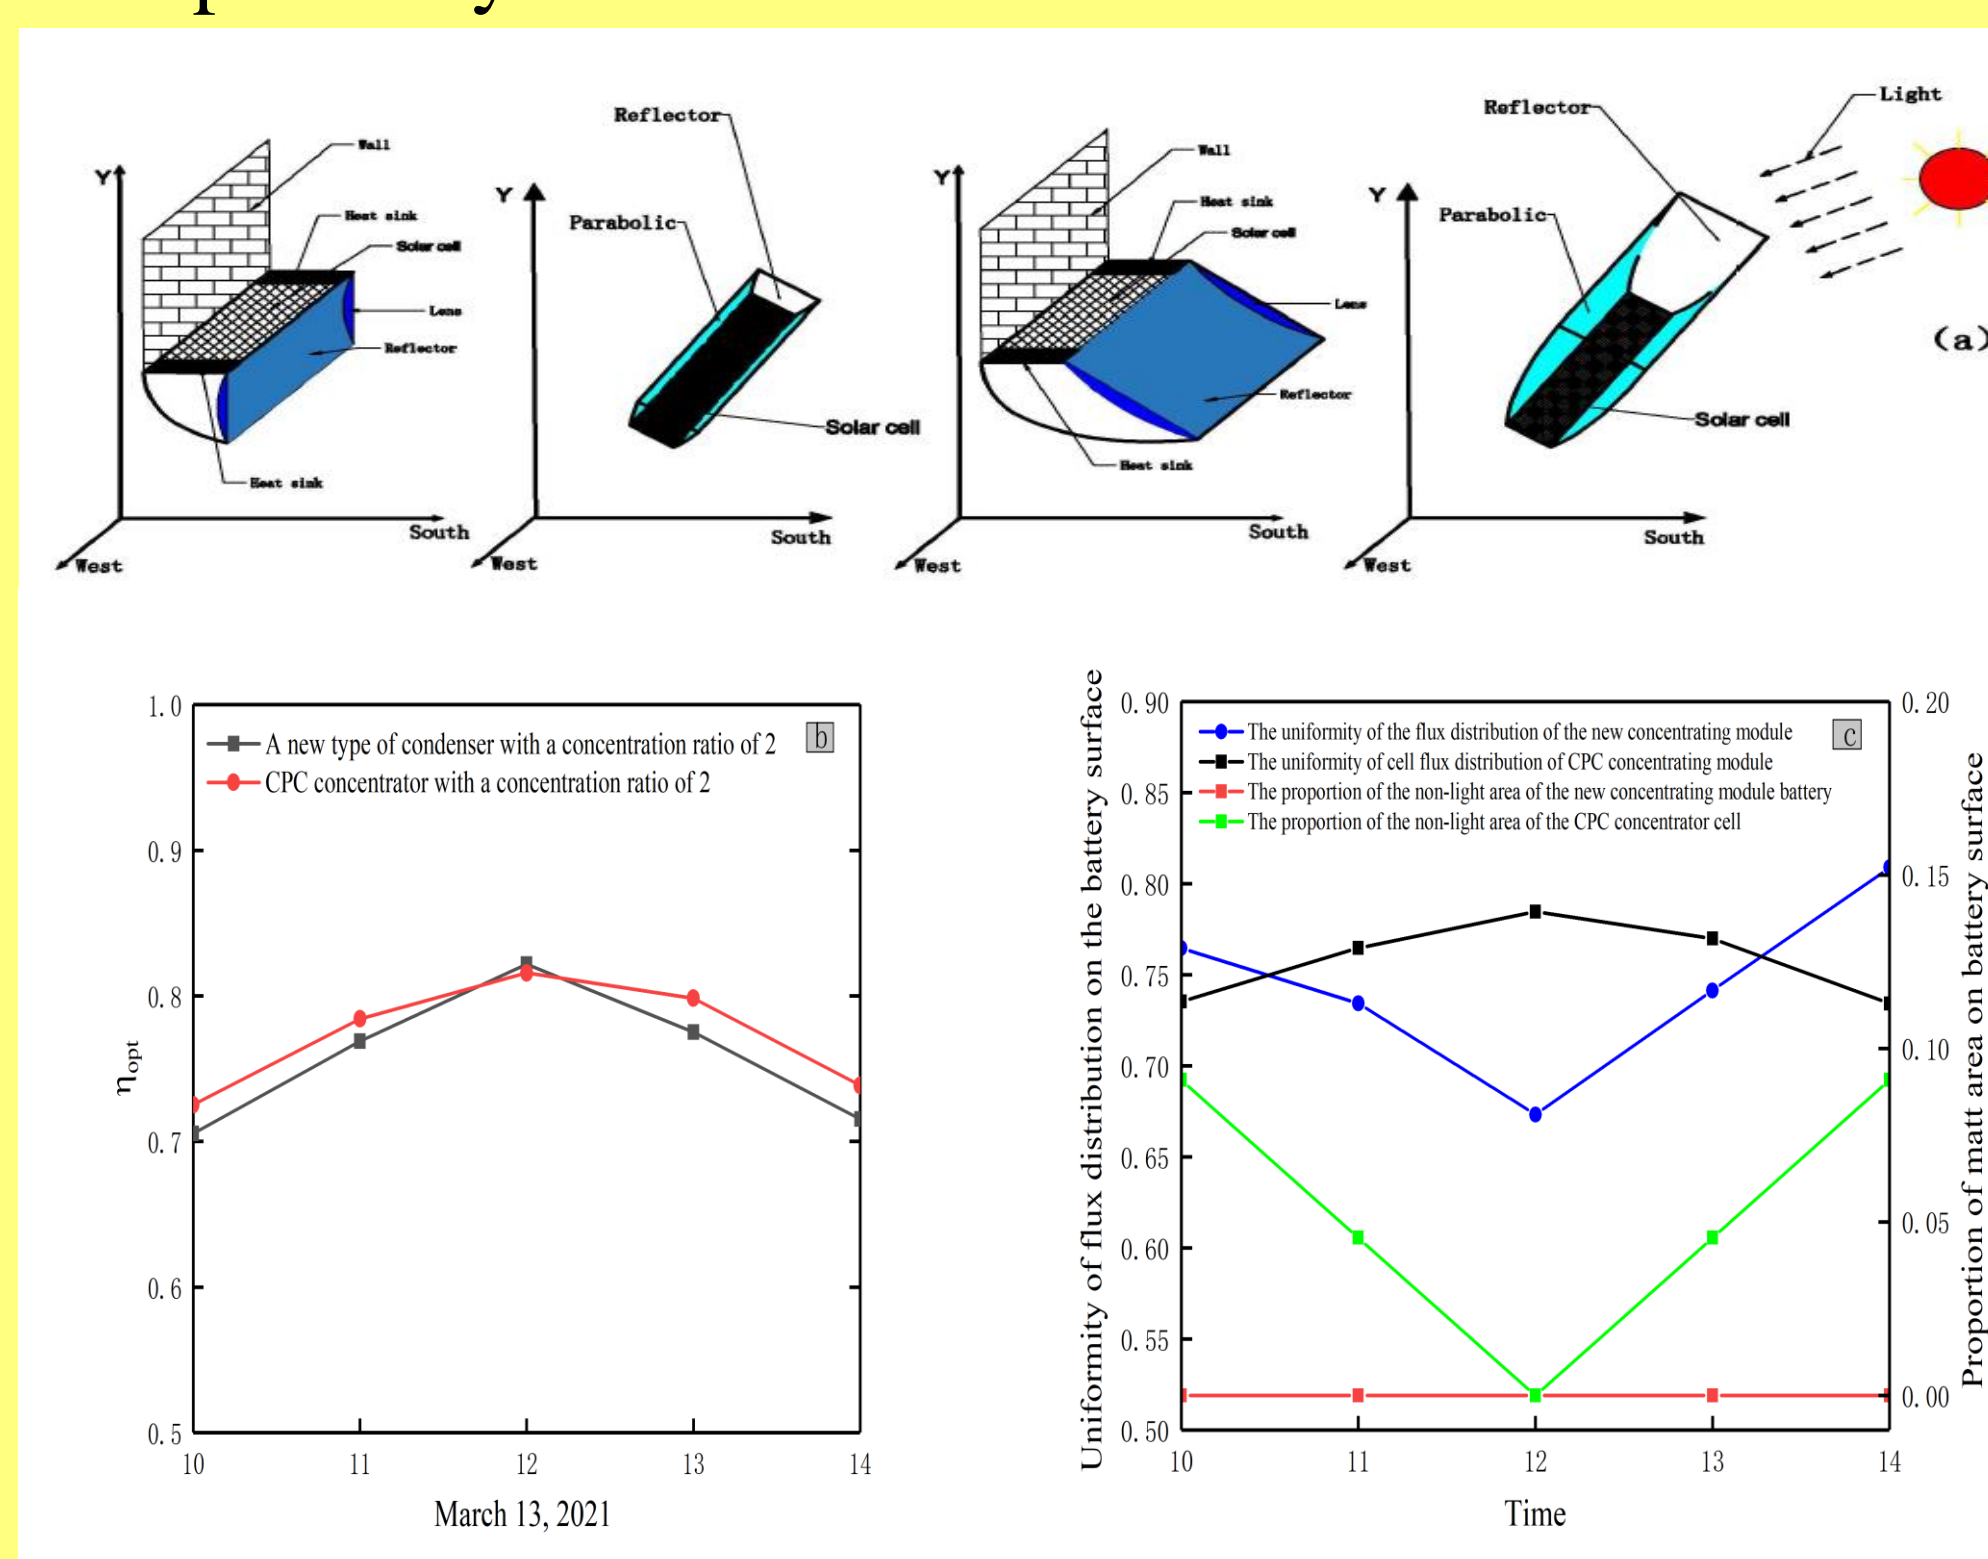 Wall
Heat sink
Solar cell
Lens
Reflector
Heat sink
Y
South
West
Reflector
Parabolic
Y
Solar cell
South
West
Wall
Heat sink
Solar cell
Lens
Reflector
Heat sink
Y
South
West
Reflector
Light
Parabolic
Y
(a)
Solar cell
South
West
1.0
0.9
0.8
0.7
0.6
0.5
ηopt
A new type of condenser with a concentration ratio of 2
CPC concentrator with a concentration ratio of 2
b
10 11 12 13 14
March 13, 2021
Uniformity of flux distribution on the battery surface
0.90
0.85
0.80
0.75
0.70
0.65
0.60
0.55
0.50
The uniformity of the flux distribution of the new concentrating module
The uniformity of cell flux distribution of CPC concentrating module
The proportion of the non-light area of the new concentrating module battery
The proportion of the non-light area of the CPC concentrator cell
c
0.20
0.15
0.10
0.05
0.00
Proportion of matt area on battery surface
10 11 12 13 14
Time